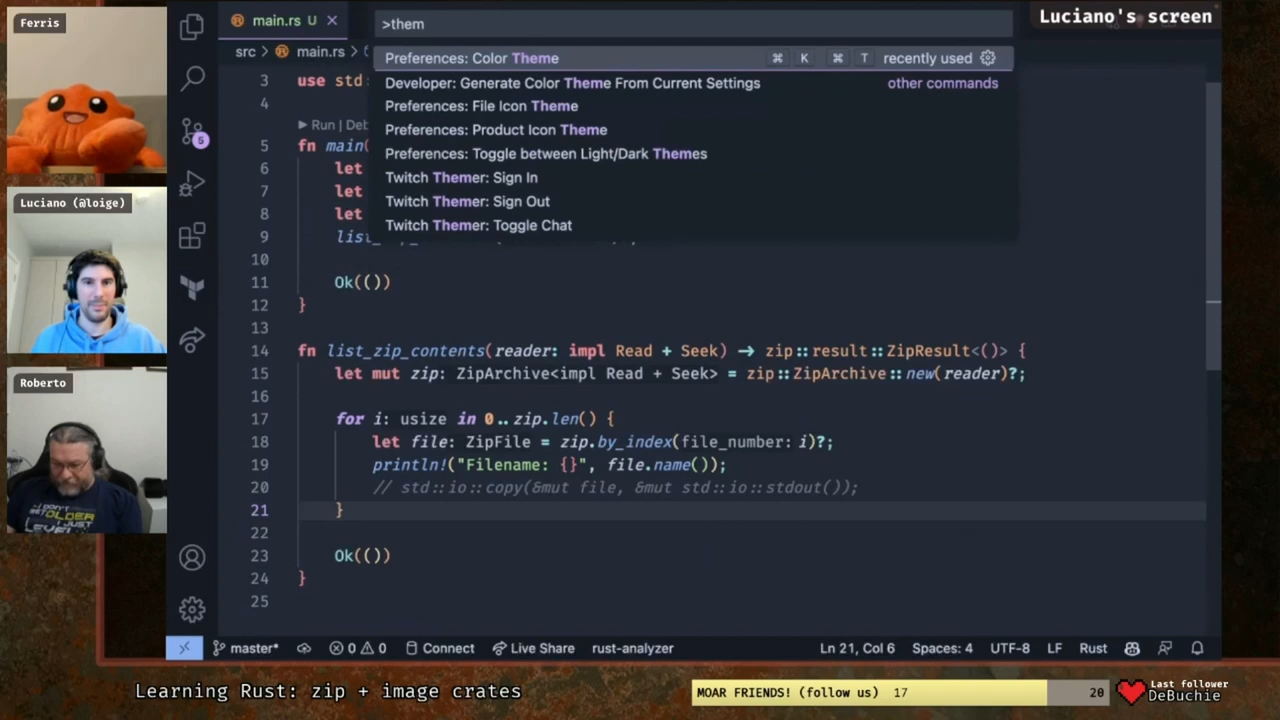 Ferris
Luciano (@loige)
Roberto
I DON'T
GET OLDER
I JUST
LEVEL
main.rs U
>them
Luciano's screen
src > main.rs >
Preferences: Color Theme ⌘ K ⌘ T recently used
Developer: Generate Color Theme From Current Settings other commands
Preferences: File Icon Theme
Preferences: Product Icon Theme
Preferences: Toggle between Light/Dark Themes
Twitch Themer: Sign In
Twitch Themer: Sign Out
Twitch Themer: Toggle Chat
5
3 use std
4
Run | Deb
5 fn main(
6 let
7 let
8 let
9
10
11 Ok(())
12 }
13
14 fn list_zip_contents(reader: impl Read + Seek) → zip::result::ZipResult<()> {
15 let mut zip: ZipArchive<impl Read + Seek> = zip::ZipArchive::new(reader)?;
16
17 for i: usize in 0..zip.len() {
18 let file: ZipFile = zip.by_index(file_number: i)?;
19 println!("Filename: {}", file.name());
20 // std::io::copy(&mut file, &mut std::io::stdout());
21 }
22
23 Ok(())
24 }
25
master* 0 0 Connect Live Share rust-analyzer Ln 21, Col 6 Spaces: 4 UTF-8 LF Rust
Learning Rust: zip + image crates
MOAR FRIENDS! (follow us) 17 20
Last follower
DeBuchie